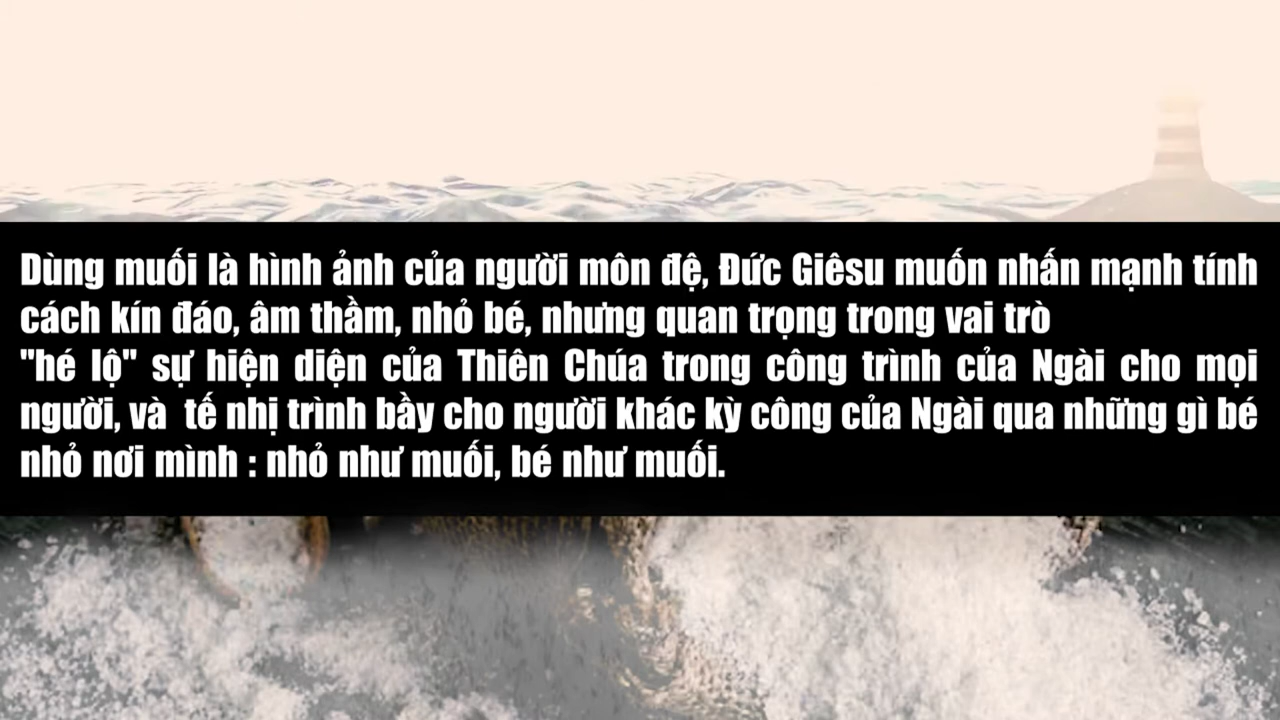 Dùng muối là hình ảnh của người môn đệ, Đức Giêsu muốn nhấn mạnh tính
cách kín đáo, âm thầm, nhỏ bé, nhưng quan trọng trong vai trò
"hé lộ" sự hiện diện của Thiên Chúa trong công trình của Ngài cho mọi
người, và  tế nhị trình bầy cho người khác kỳ công của Ngài qua những gì bé
nhỏ nơi mình : nhỏ như muối, bé như muối.